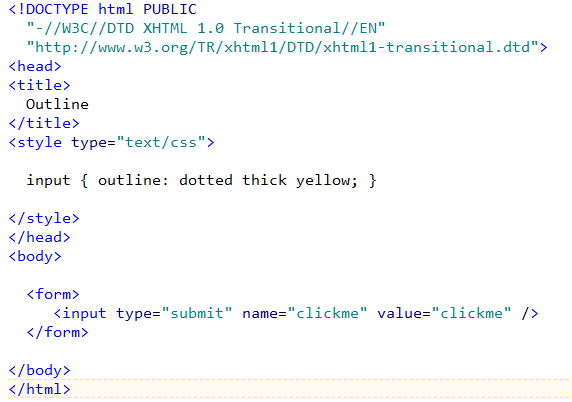 <!DOCTYPE html PUBLIC
"-//W3C//DTD XHTML 1.0 Transitional//EN"
"http://www.w3.org/TR/xhtml1/DTD/xhtml1-transitional.dtd">
<head>
<title>
Outline
</title>
<style type="text/css">
input { outline: dotted thick yellow; }
</style>
</head>
<body>
<form>
<input type="submit" name="clickme" value="clickme" />
</form>
</body>
</html>